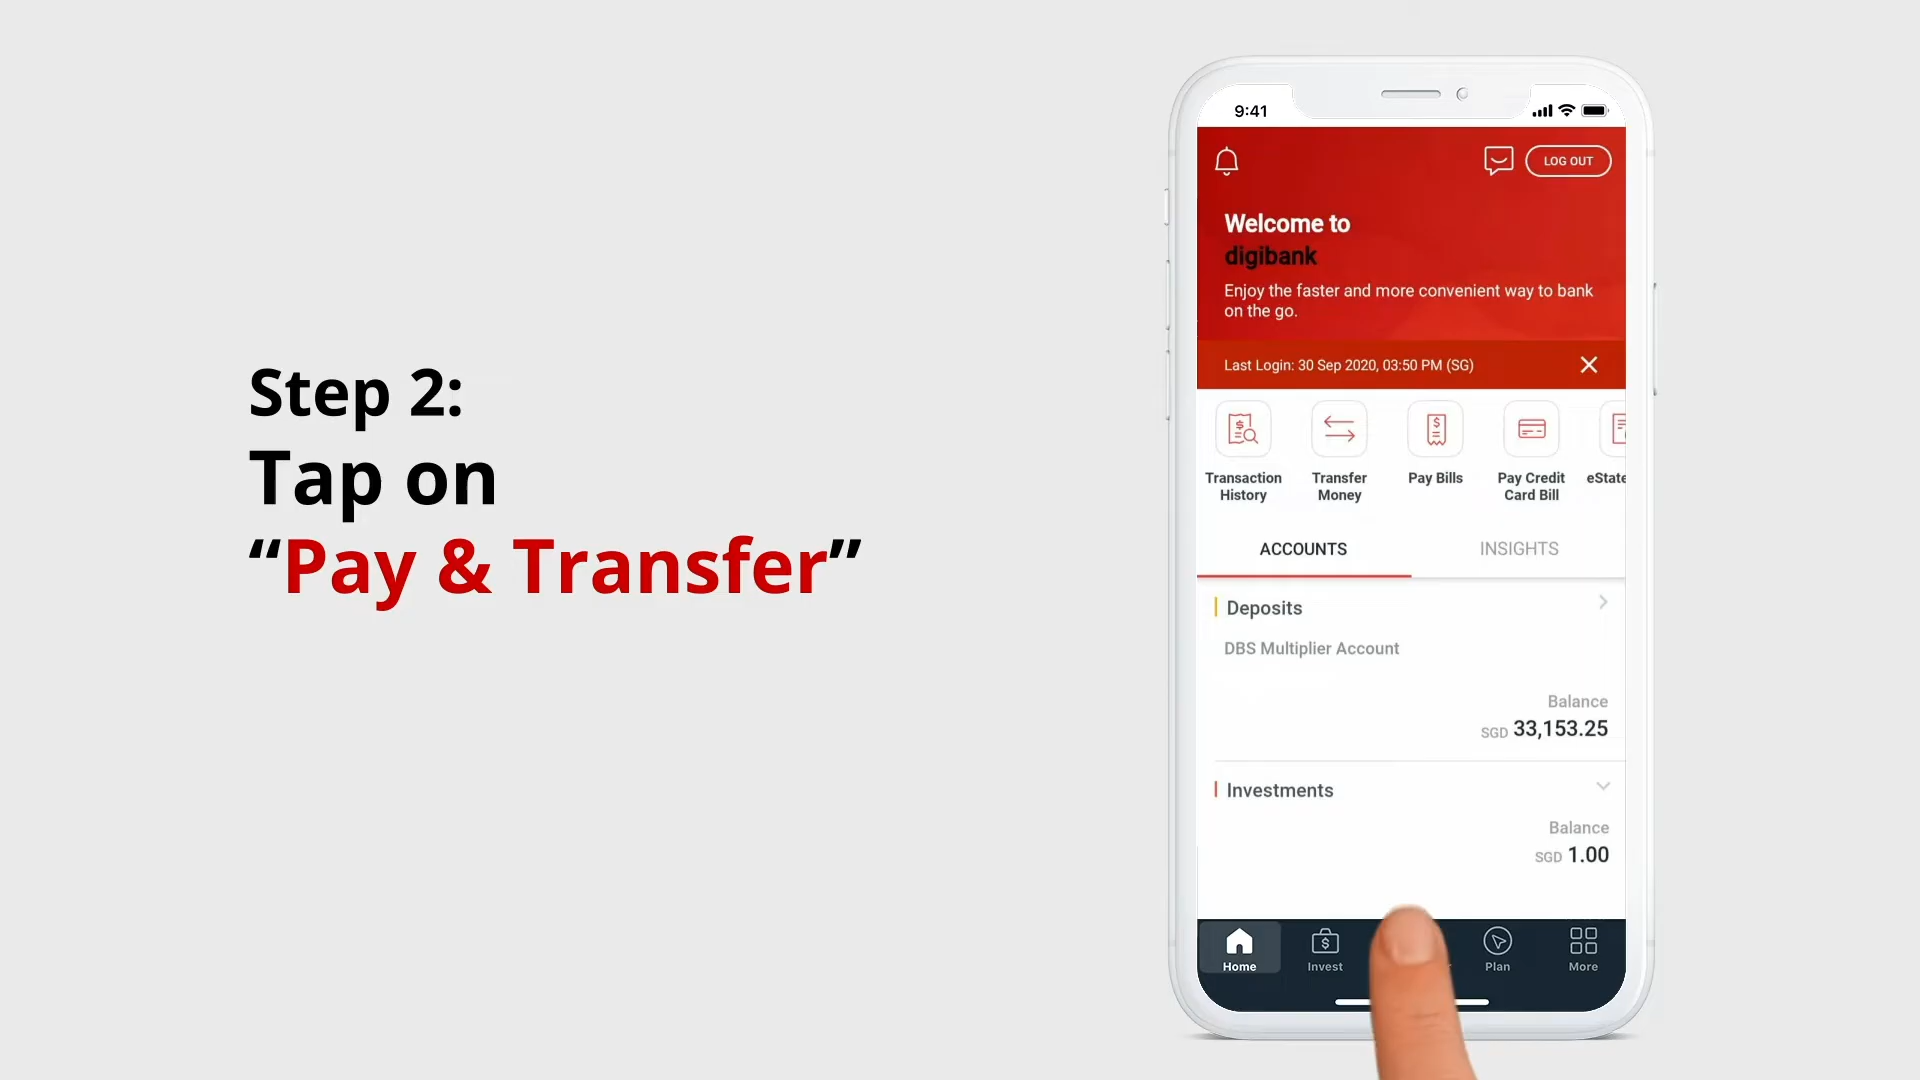 Step 2:
Tap on
“Pay & Transfer”
9:41
LOG OUT
Welcome to
digibank
Enjoy the faster and more convenient way to bank
on the go.
Last Login: 30 Sep 2020, 03:50 PM (SG)
Transaction
History
Transfer
Money
Pay Bills
Pay Credit
Card Bill
eState
ACCOUNTS
INSIGHTS
Deposits
DBS Multiplier Account
Balance
SGD 33,153.25
Investments
Balance
SGD 1.00
Home
Invest
Plan
More